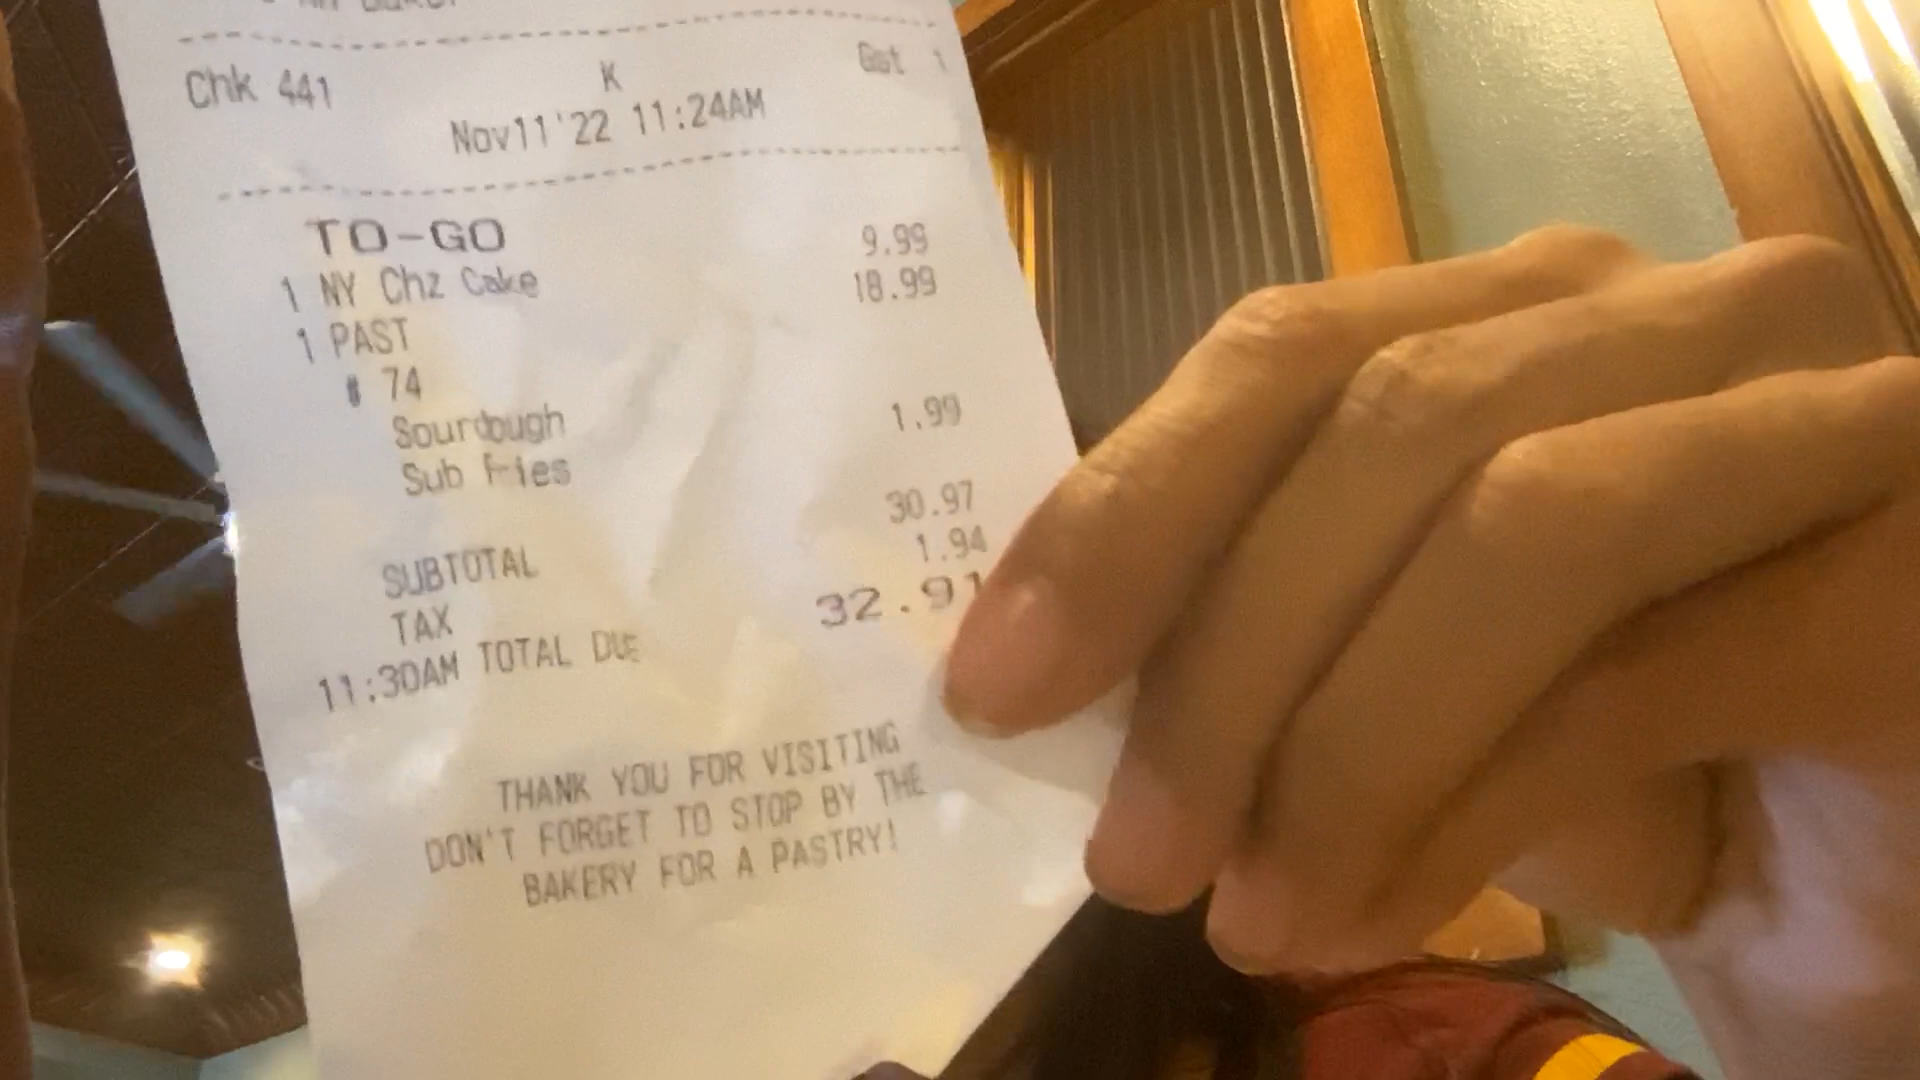 Chk 441 K Gst 1
Nov11'22 11:24AM
TO-GO
1 NY Chz Cake 9.99
1 PAST 18.99
# 74
Sourdough
Sub Fries 1.99
SUBTOTAL 30.97
TAX 1.94
11:30AM TOTAL DUE 32.91
THANK YOU FOR VISITING
DON'T FORGET TO STOP BY THE
BAKERY FOR A PASTRY!